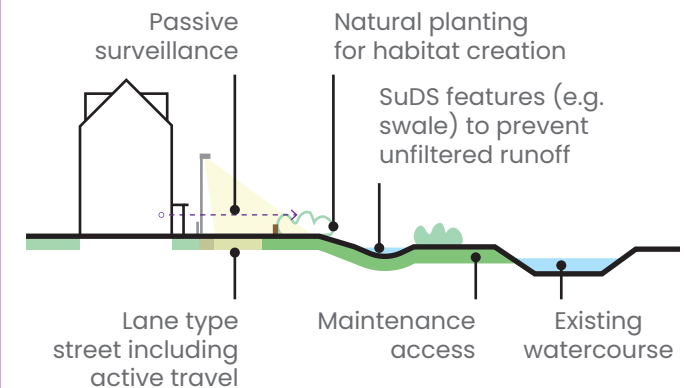 Passive
surveillance
Natural planting
for habitat creation
SuDS features (e.g.
swale) to prevent
unfiltered runoff
Lane type
street including
active travel
Maintenance
access
Existing
watercourse